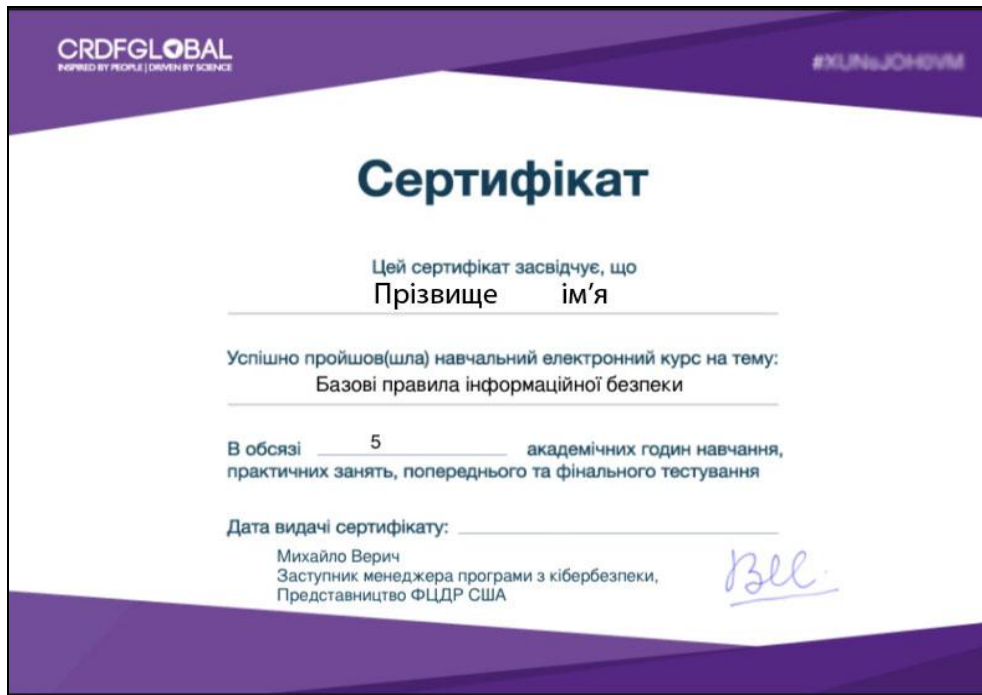 CRDFGLOBAL
INSPIRED BY PEOPLE | DRIVEN BY SCIENCE
Сертифікат
Цей сертифікат засвідчує, що
Прізвище ім’я
Успішно пройшов(шла) навчальний електронний курс на тему:
Базові правила інформаційної безпеки
В обсязі 5 академічних годин навчання,
практичних занять, попереднього та фінального тестування
Дата видачі сертифікату:
Михайло Верич
Заступник менеджера програми з кібербезпеки,
Представництво ФЦДР США